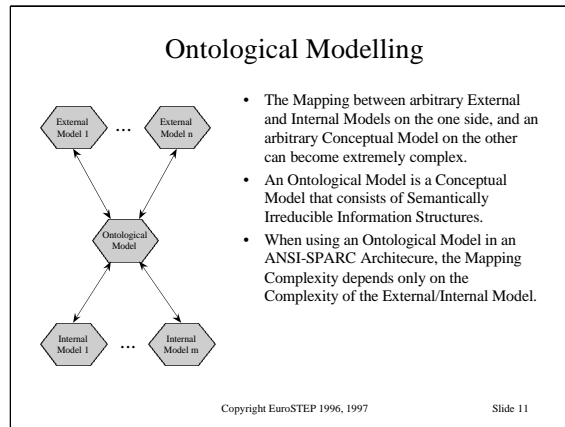 Ontological Modelling
External
Model 1
...
External
Model n
Ontological
Model
Internal
Model 1
...
Internal
Model m
• The Mapping between arbitrary External
and Internal Models on the one side, and an
arbitrary Conceptual Model on the other
can become extremely complex.
• An Ontological Model is a Conceptual
Model that consists of Semantically
Irreducible Information Structures.
• When using an Ontological Model in an
ANSI-SPARC Architecure, the Mapping
Complexity depends only on the
Complexity of the External/Internal Model.
Copyright EuroSTEP 1996, 1997
Slide 11